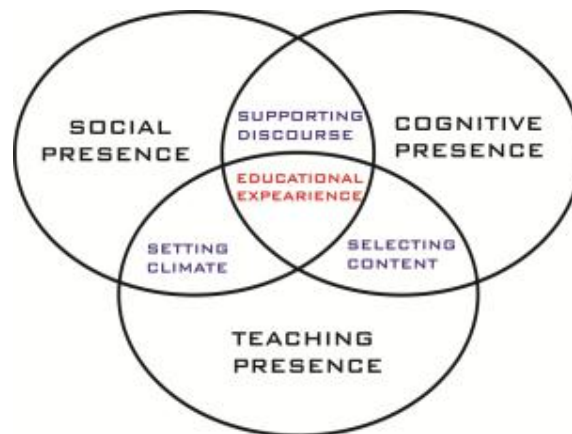 SUPPORTING
DISCOURSE
SOCIAL
PRESENCE
COGNITIVE
PRESENCE
EDUCATIONAL
EXPEARIENCE
SETTING
CLIMATE
SELECTING
CONTENT
TEACHING
PRESENCE